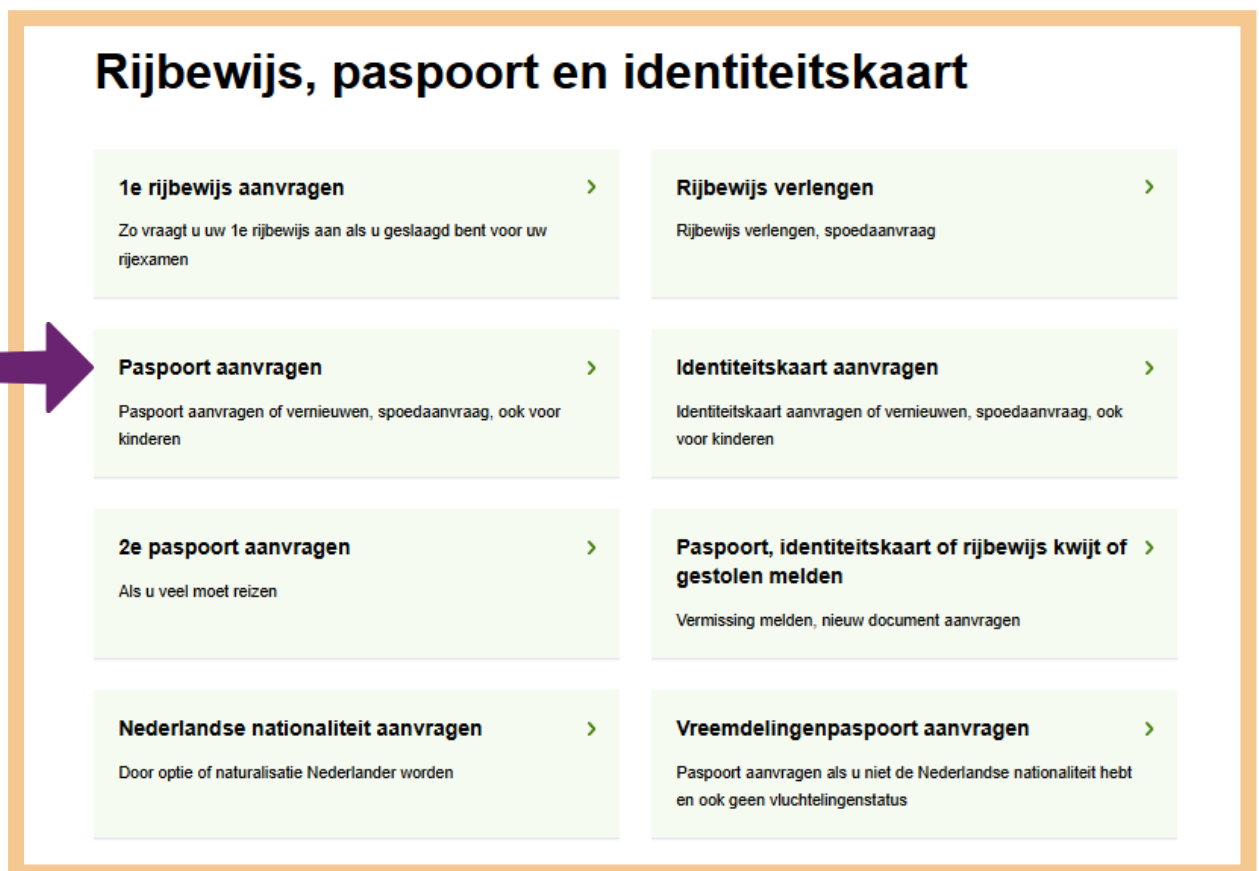 Rijbewijs, paspoort en identiteitskaart
1e rijbewijs aanvragen
Zo vraagt u uw 1e rijbewijs aan als u geslaagd bent voor uw
rijexamen
Rijbewijs verlengen
Rijbewijs verlengen, spoedaanvraag
Paspoort aanvragen
Paspoort aanvragen of vernieuwen, spoedaanvraag, ook voor
kinderen
Identiteitskaart aanvragen
Identiteitskaart aanvragen of vernieuwen, spoedaanvraag, ook
voor kinderen
2e paspoort aanvragen
Als u veel moet reizen
Paspoort, identiteitskaart of rijbewijs kwijt of
gestolen melden
Vermissing melden, nieuw document aanvragen
Nederlandse nationaliteit aanvragen
Door optie of naturalisatie Nederlander worden
Vreemdelingenpaspoort aanvragen
Paspoort aanvragen als u niet de Nederlandse nationaliteit hebt
en ook geen vluchtelingenstatus